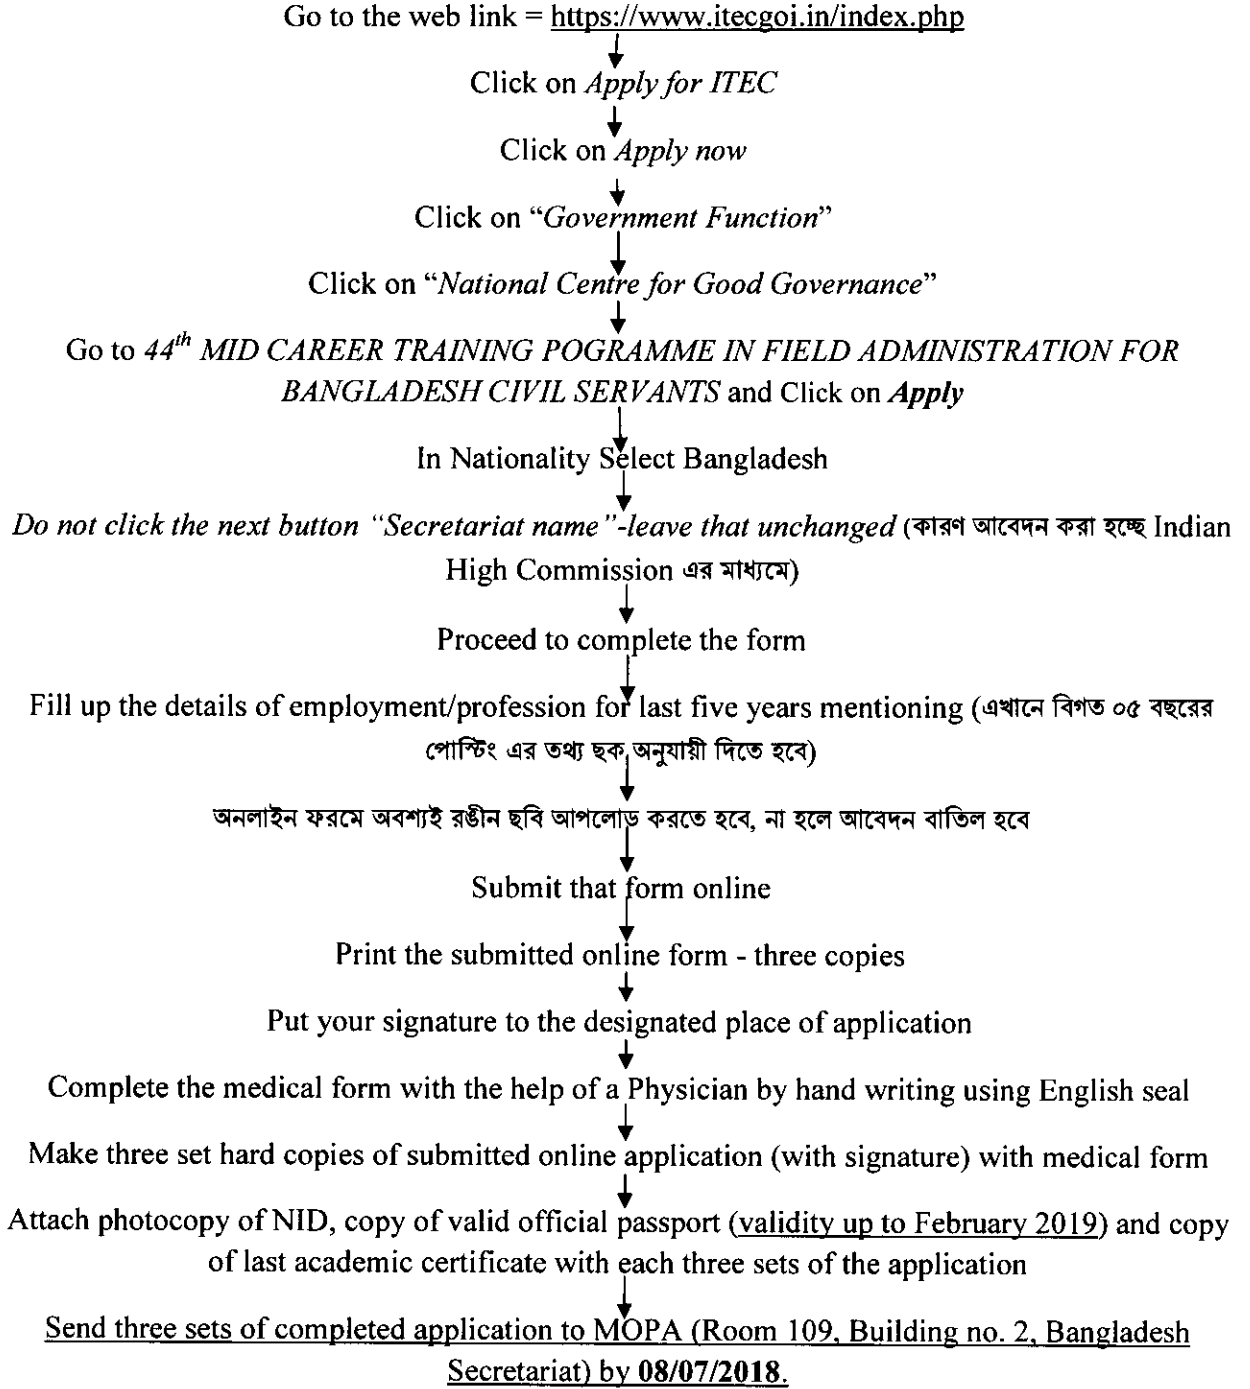 Go to the web link = https://www.itecgoi.in/index.php
Click on Apply for ITEC
Click on Apply now
Click on “Government Function”
Click on “National Centre for Good Governance”
Go to 44th MID CAREER TRAINING POGRAMME IN FIELD ADMINISTRATION FOR
BANGLADESH CIVIL SERVANTS and Click on Apply
In Nationality Select Bangladesh
Do not click the next button “Secretariat name”-leave that unchanged (কারণ আবেদন করা হচ্ছে Indian
High Commission এর মাধ্যমে)
Proceed to complete the form
Fill up the details of employment/profession for last five years mentioning (এখানে বিগত ০৫ বছরের
পোস্টিং এর তথ্য ছক অনুযায়ী দিতে হবে)
অনলাইন ফরমে অবশ্যই রঙীন ছবি আপলোড করতে হবে, না হলে আবেদন বাতিল হবে
Submit that form online
Print the submitted online form - three copies
Put your signature to the designated place of application
Complete the medical form with the help of a Physician by hand writing using English seal
Make three set hard copies of submitted online application (with signature) with medical form
Attach photocopy of NID, copy of valid official passport (validity up to February 2019) and copy
of last academic certificate with each three sets of the application
Send three sets of completed application to MOPA (Room 109, Building no. 2, Bangladesh
Secretariat) by 08/07/2018.